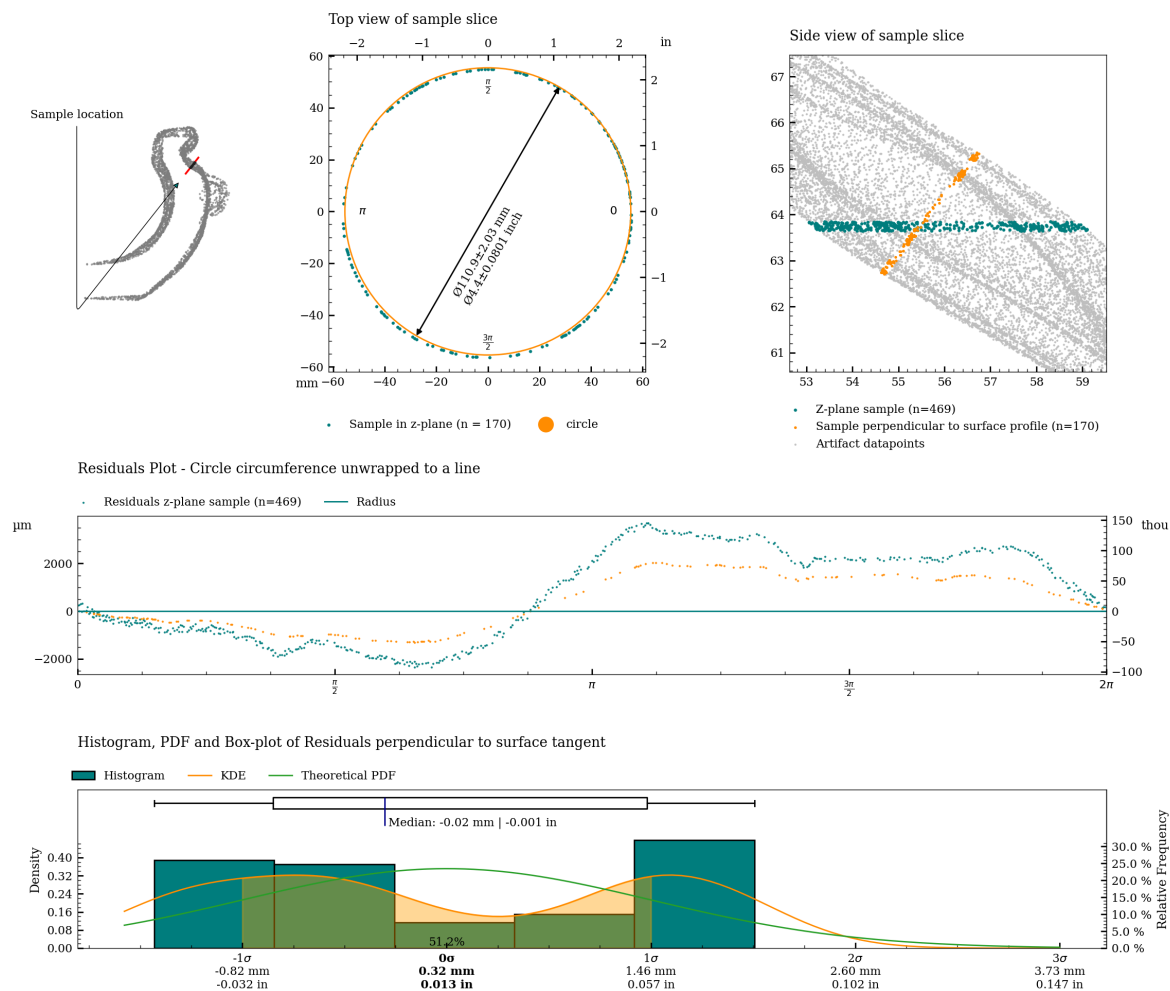 Top view of sample slice
−2 −1 0 1 2 in
60
40
20
0
−20
−40
−60
2
1
0
−1
−2
π/2
π
0
3π/2
Ø110.9±2.03 mm
Ø4.4±0.0801 inch
mm −60 −40 −20 0 20 40 60
Sample in z-plane (n = 170)
circle
Sample location
Side view of sample slice
67
66
65
64
63
62
61
53 54 55 56 57 58 59
Z-plane sample (n=469)
Sample perpendicular to surface profile (n=170)
Artifact datapoints
Residuals Plot - Circle circumference unwrapped to a line
Residuals z-plane sample (n=469)
Radius
µm
2000
0
−2000
150 thou
100
50
0
−50
−100
0 π/2 π 3π/2 2π
Histogram, PDF and Box-plot of Residuals perpendicular to surface tangent
Histogram
KDE
Theoretical PDF
Median: -0.02 mm | -0.001 in
Density
0.40
0.32
0.24
0.16
0.08
0.00
Relative Frequency
30.0 %
25.0 %
20.0 %
15.0 %
10.0 %
5.0 %
0.0 %
51.2%
-1σ 0σ 1σ 2σ 3σ
-0.82 mm 0.32 mm 1.46 mm 2.60 mm 3.73 mm
-0.032 in 0.013 in 0.057 in 0.102 in 0.147 in